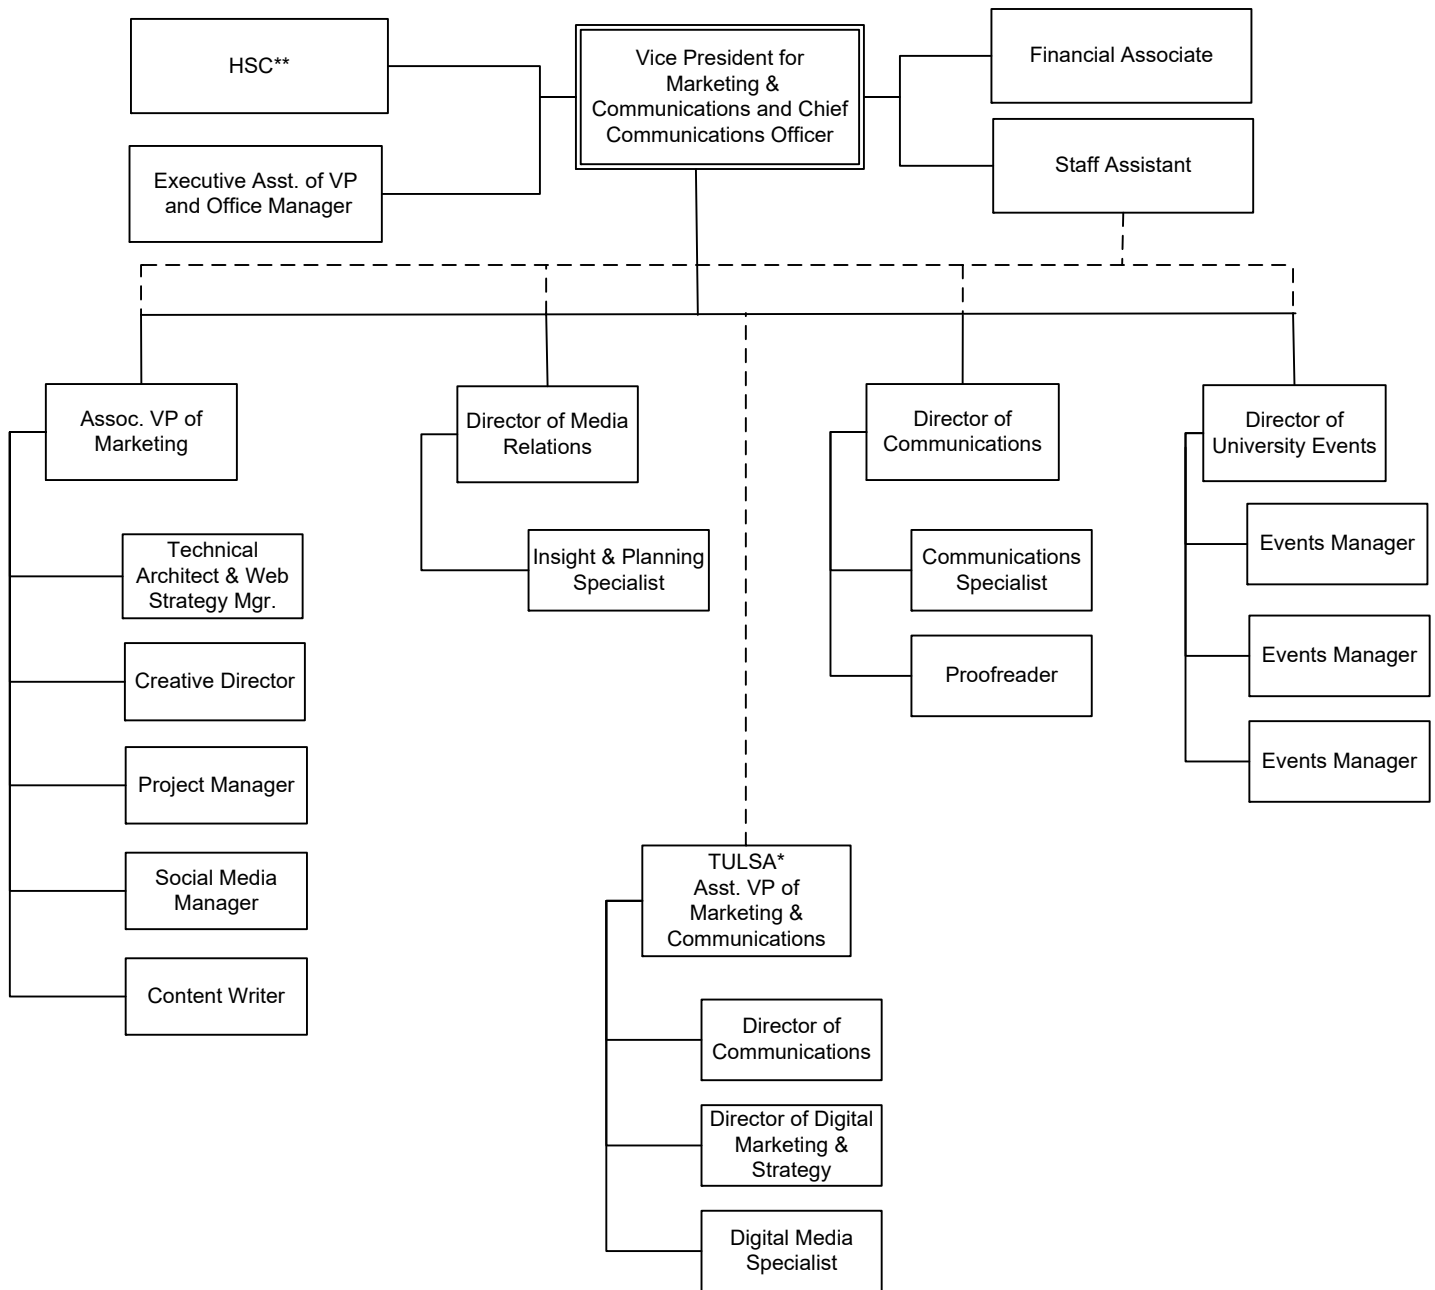 HSC**
Vice President for
Marketing &
Communications and Chief
Communications Officer
Financial Associate
Executive Asst. of VP
and Office Manager
Staff Assistant
Assoc. VP of
Marketing
Director of Media
Relations
Director of
Communications
Director of
University Events
Technical
Architect & Web
Strategy Mgr.
Creative Director
Project Manager
Social Media
Manager
Content Writer
Insight & Planning
Specialist
Communications
Specialist
Proofreader
Events Manager
Events Manager
Events Manager
TULSA*
Asst. VP of
Marketing &
Communications
Director of
Communications
Director of Digital
Marketing &
Strategy
Digital Media
Specialist